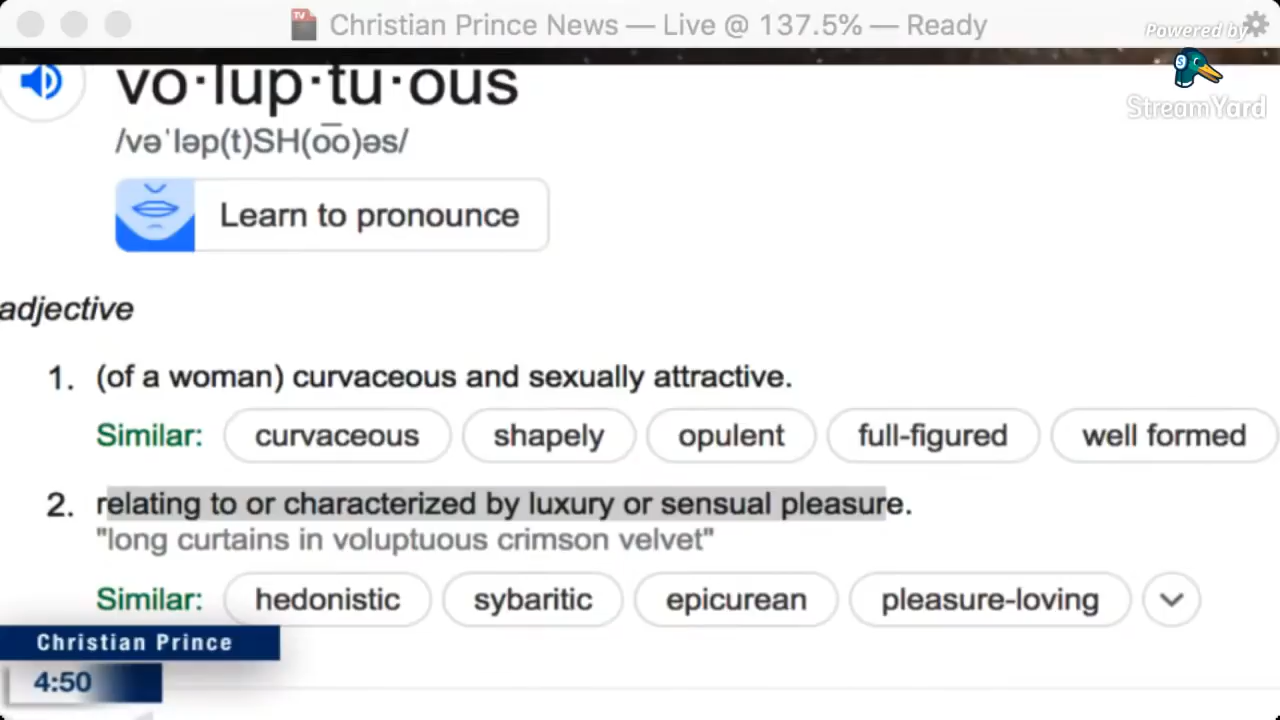 TV Christian Prince News — Live @ 137.5% — Ready
Powered by
StreamYard
vo·lup·tu·ous
/vəˈləp(t)SH(o͞o)əs/
Learn to pronounce
adjective
1. (of a woman) curvaceous and sexually attractive.
Similar: curvaceous shapely opulent full-figured well formed
2. relating to or characterized by luxury or sensual pleasure.
"long curtains in voluptuous crimson velvet"
Similar: hedonistic sybaritic epicurean pleasure-loving
Christian Prince
4:50